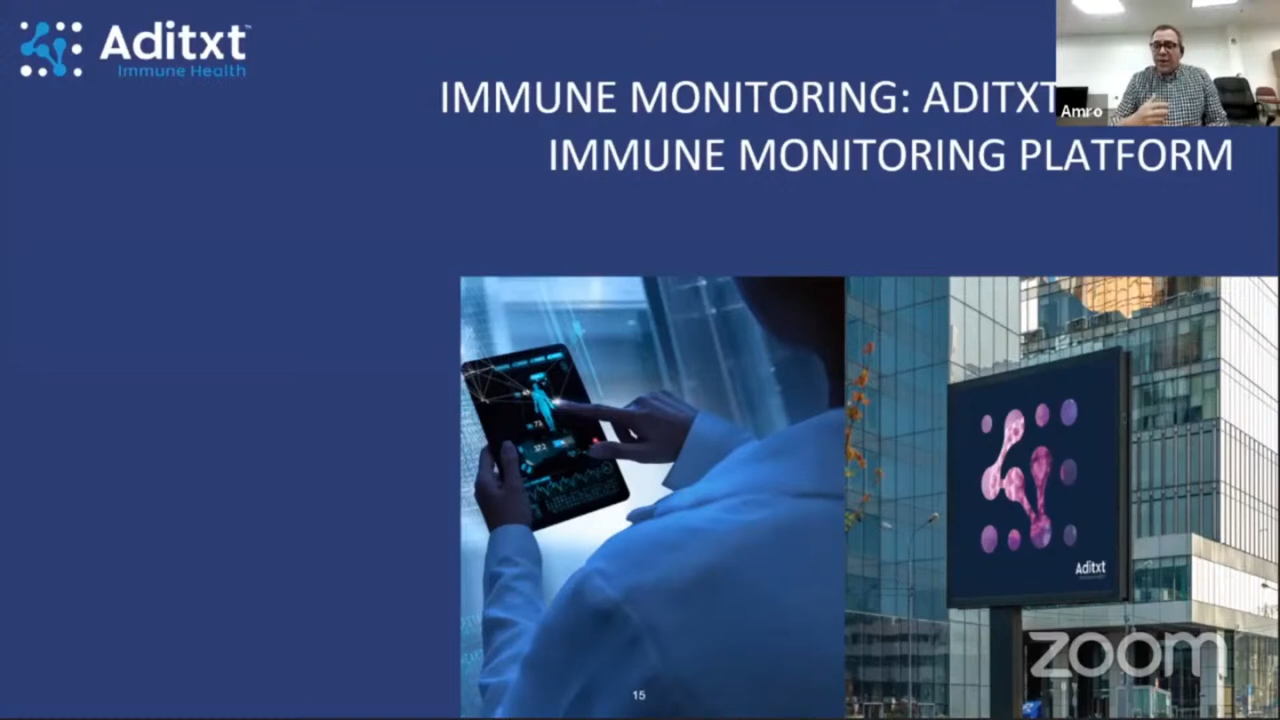 Aditxt
Immune Health
IMMUNE MONITORING: ADITXT
IMMUNE MONITORING PLATFORM
Amro
Aditxt
zoom
15